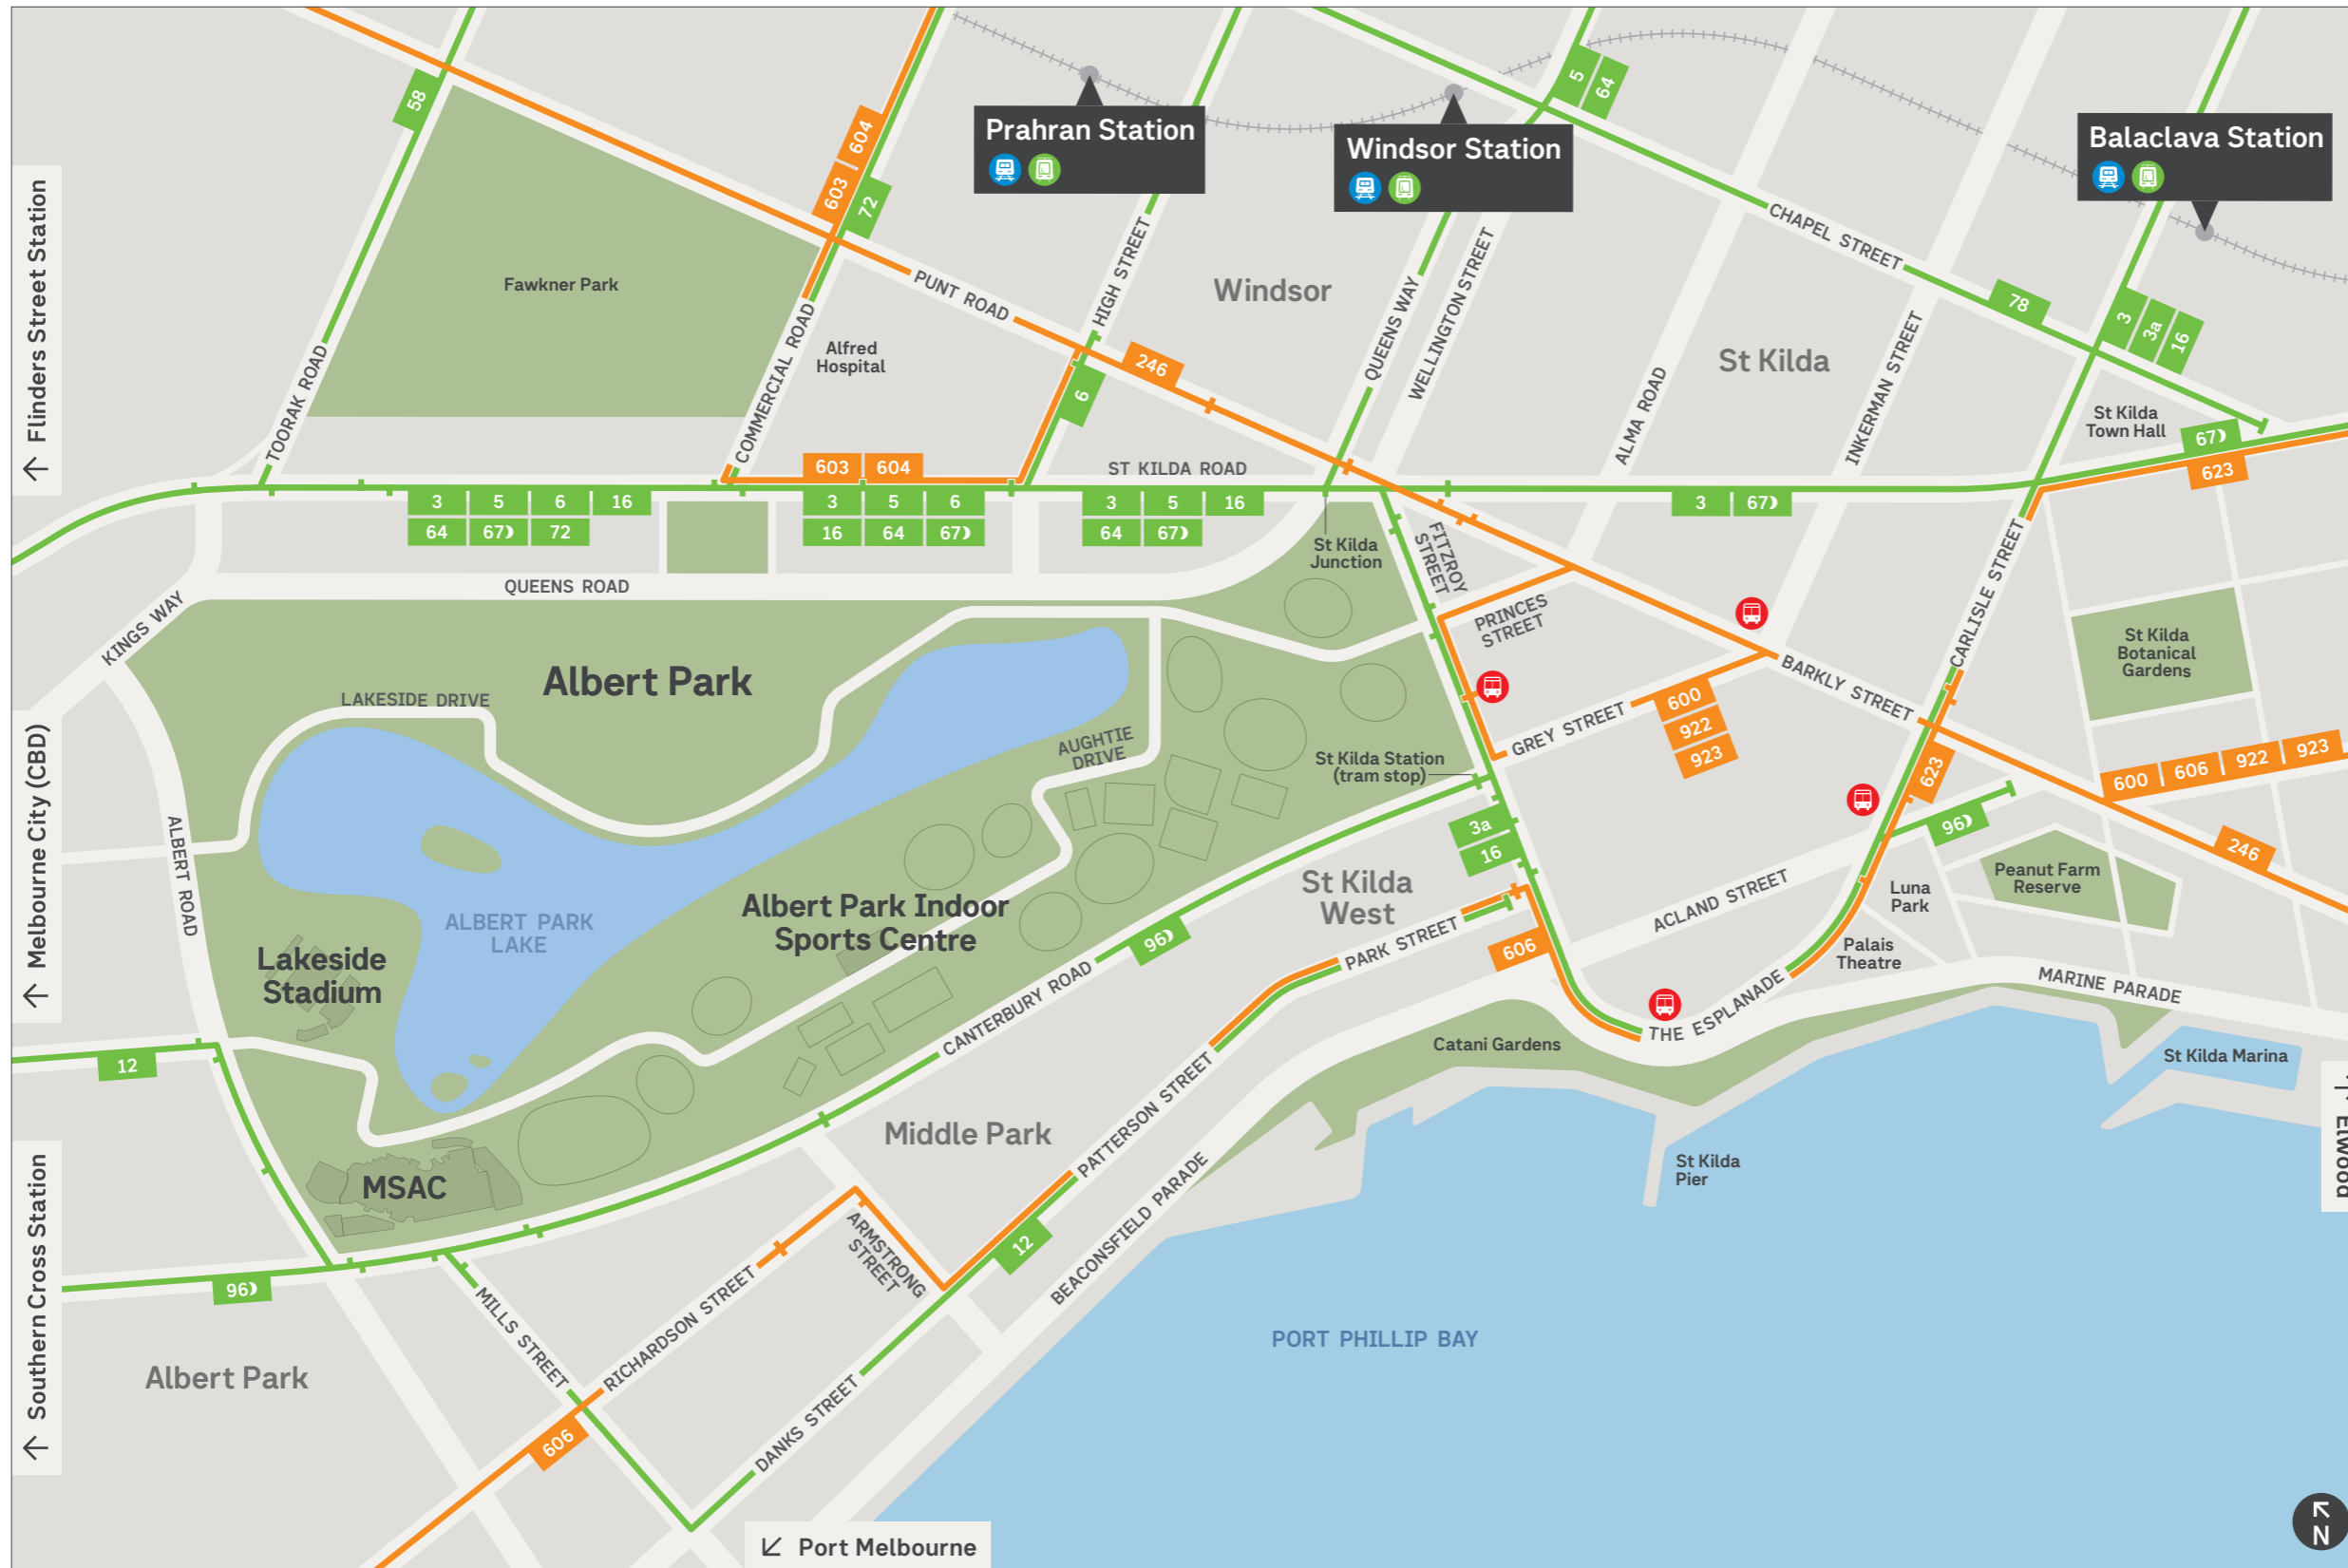 58
5
64
Prahran Station
Windsor Station
Balaclava Station
603
604
72
Flinders Street Station
Fawkner Park
PUNT ROAD
HIGH STREET
Windsor
CHAPEL STREET
78
3
3a
16
TOORAK ROAD
COMMERCIAL ROAD
Alfred
Hospital
246
6
QUEENS WAY
WELLINGTON STREET
ALMA ROAD
St Kilda
INKERMAN STREET
St Kilda
Town Hall
67
623
603
604
ST KILDA ROAD
3
5
6
16
64
67
72
3
5
6
16
64
67
3
5
16
64
67
3
67
St Kilda
Junction
FITZROY
STREET
QUEENS ROAD
KINGS WAY
PRINCES
STREET
CARLISLE STREET
St Kilda
Botanical
Gardens
Albert Park
LAKESIDE DRIVE
BARKLY STREET
GREY STREET
600
922
923
AUGHTIE
DRIVE
St Kilda Station
(tram stop)
623
600
606
922
923
Melbourne City (CBD)
ALBERT ROAD
3a
16
96
246
Peanut Farm
Reserve
St Kilda
West
ACLAND STREET
Luna
Park
Albert Park Indoor
Sports Centre
ALBERT PARK
LAKE
96
PARK STREET
606
Palais
Theatre
Lakeside
Stadium
MARINE PARADE
CANTERBURY ROAD
THE ESPLANADE
Catani Gardens
St Kilda Marina
12
Elwood
PATTERSON STREET
Middle Park
St Kilda
Pier
MSAC
BEACONSFIELD PARADE
ARMSTRONG
STREET
12
Southern Cross Station
96
MILLS STREET
RICHARDSON STREET
PORT PHILLIP BAY
Albert Park
DANKS STREET
606
Port Melbourne
N